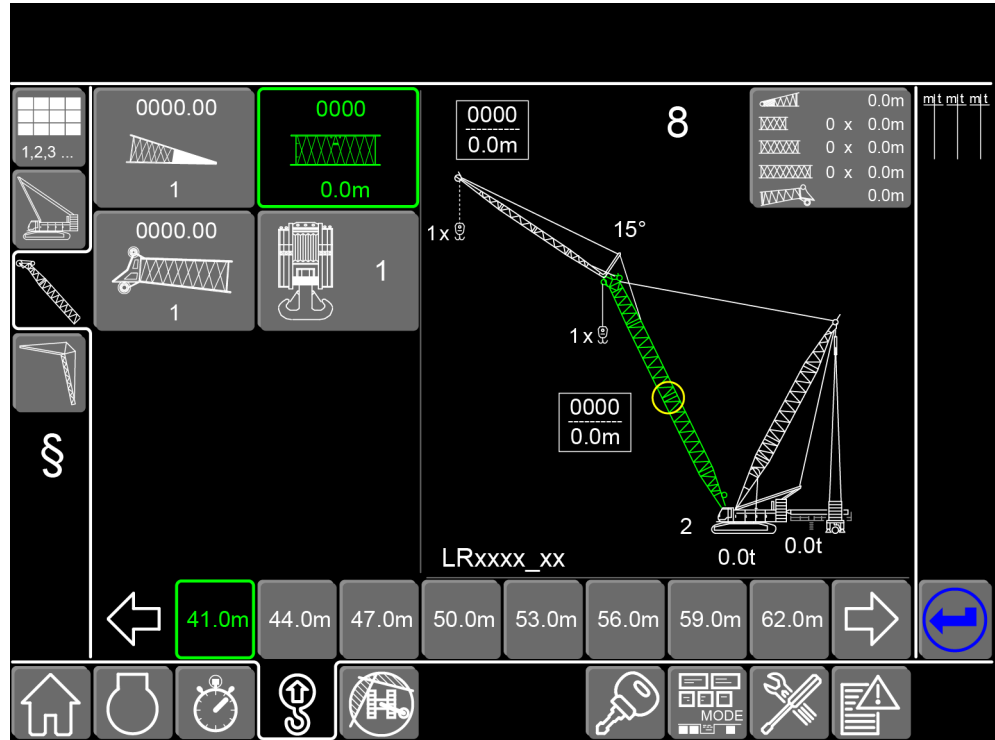 1,2,3 ...
§
0000.00
1
0000
0.0m
0000.00
1
1
0000
0.0m
8
1 x
15°
1 x
0000
0.0m
2
0.0t
0.0t
LRxxxx_xx
0.0m
0 x 0.0m
0 x 0.0m
0 x 0.0m
0.0m
m|t m|t m|t
41.0m 44.0m 47.0m 50.0m 53.0m 56.0m 59.0m 62.0m
MODE